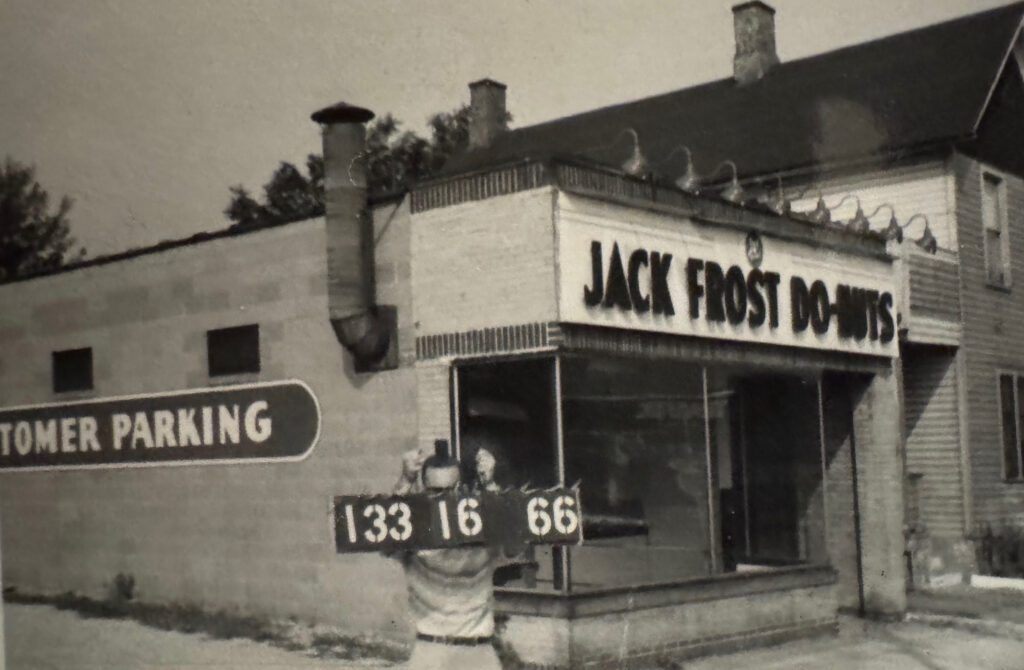 JACK FROST DO-NUTS
TOMER PARKING
133 16 66